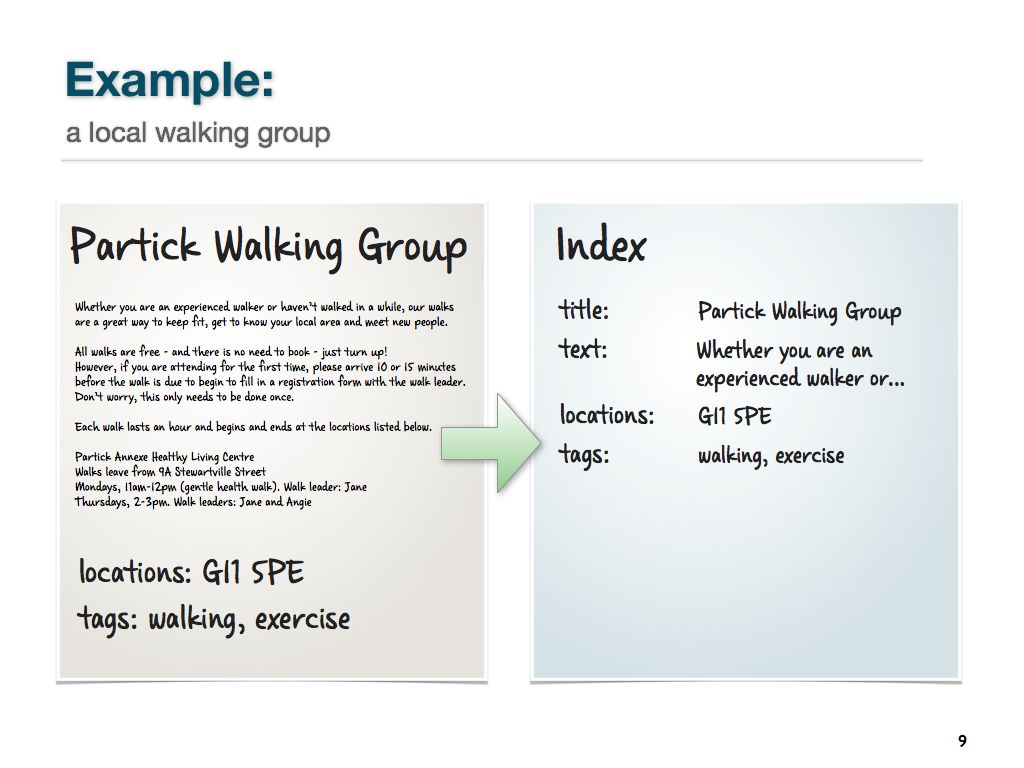 Example:
a local walking group
Partick Walking Group
Whether you are an experienced walker or haven't walked in a while, our walks
are a great way to keep fit, get to know your local area and meet new people.
All walks are free - and there is no need to book - just turn up!
However, if you are attending for the first time, please arrive 10 or 15 minutes
before the walk is due to begin to fill in a registration form with the walk leader.
Don't worry, this only needs to be done once.
Each walk lasts an hour and begins and ends at the locations listed below.
Partick Annexe Healthy Living Centre
Walks leave from 9A Stewartville Street
Mondays, 11am-12pm (gentle health walk). Walk leader: Jane
Thursdays, 2-3pm. Walk leaders: Jane and Angie
locations: G11 5PE
tags: walking, exercise
Index
title: Partick Walking Group
text: Whether you are an
experienced walker or...
locations: G11 5PE
tags: walking, exercise
9